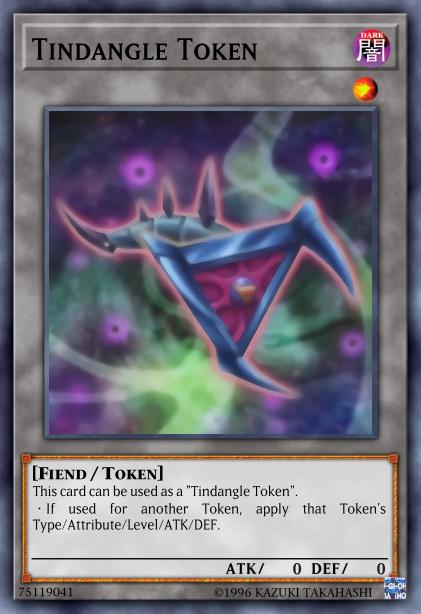 Tindangle Token
DARK
闇
[Fiend / Token]
This card can be used as a "Tindangle Token".
・If used for another Token, apply that Token's
Type/Attribute/Level/ATK/DEF.
ATK/ 0 DEF/ 0
75119041
©1996 KAZUKI TAKAHASHI